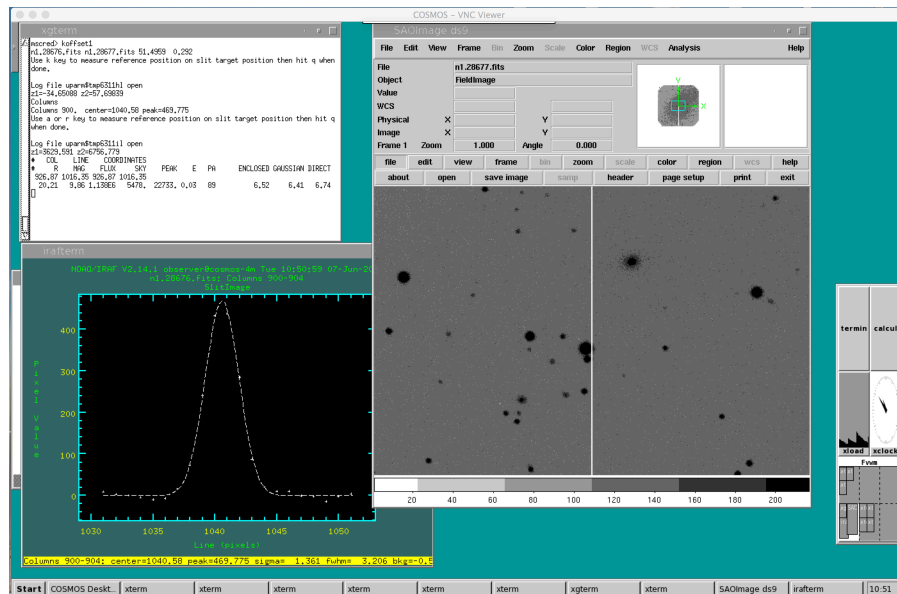 COSMOS – VNC Viewer
xgterm
mscred> koffset1
n1.28676.fits n1.28677.fits 51.4959 0.292
Use k key to measure reference position on slit target position then hit q when
done.
Log file uparm$tmp6311hl open
z1=-34.65088 z2=57.69839
Columns
Columns 900, center=1040.58 peak=469.775
Use a or r key to measure reference position on slit target position then hit q
when done.
Log file uparm$tmp6311il open
z1=3629.591 z2=6756.779
# COL LINE COORDINATES
# R MAG FLUX SKY PEAK E PA ENCLOSED GAUSSIAN DIRECT
926.87 1016.35 926.87 1016.35
20.21 9.86 1.138E6 5478. 22733. 0.03 89 6.52 6.41 6.74
irafterm
NOAO/IRAF V2.14.1 observer@cosmos-4m Tue 10:50:59 07-Jun-20
n1.28676.fits: Columns 900-904
SlitImage
400
300
200
100
0
Pixel Value
1030 1035 1040 1045 1050
Line (pixels)
Columns 900-904: center=1040.58 peak=469.775 sigma= 1.361 fwhm= 3.206 bkg=-0.5
SAOImage ds9
File Edit View Frame Bin Zoom Scale Color Region WCS Analysis Help
File n1.28677.fits
Object FieldImage
Value
WCS
Physical X Y
Image X Y
Frame 1 Zoom 1.000 Angle 0.000
Y
X
file edit view frame bin zoom scale color region wcs help
about open save image samp header page setup print exit
20 40 60 80 100 120 140 160 180 200
termin calcul
xload xclock
Fvwm
Start COSMOS Deskt... xterm xterm xterm xterm xterm xgterm xterm SAOImage ds9 irafterm 10:51